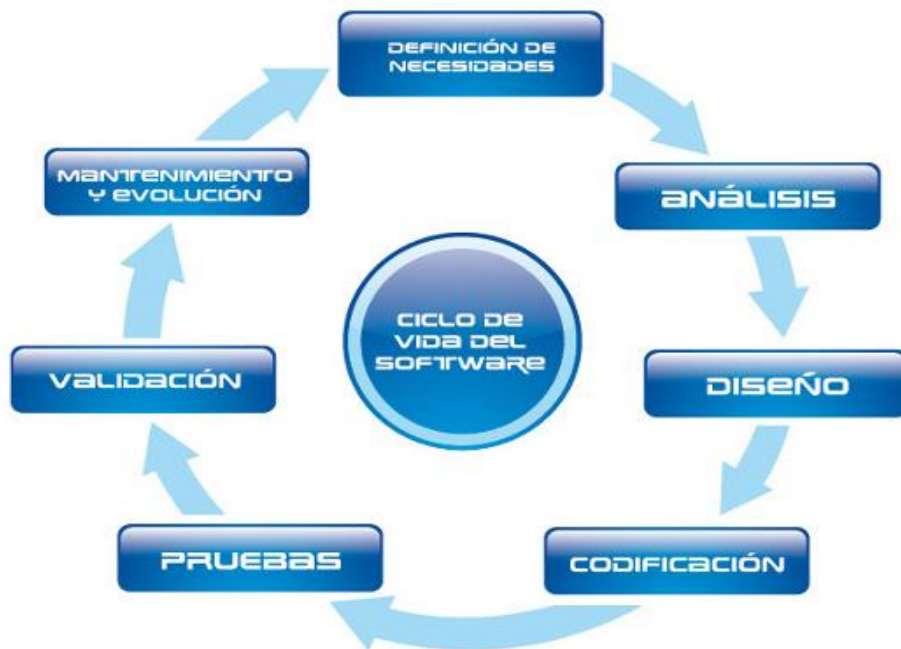 DEFINICIÓN DE
NECESIDADES
ANÁLISIS
DISEÑO
CODIFICACIÓN
PRUEBAS
VALIDACIÓN
MANTENIMIENTO
Y EVOLUCIÓN
CICLO DE
VIDA DEL
SOFTWARE